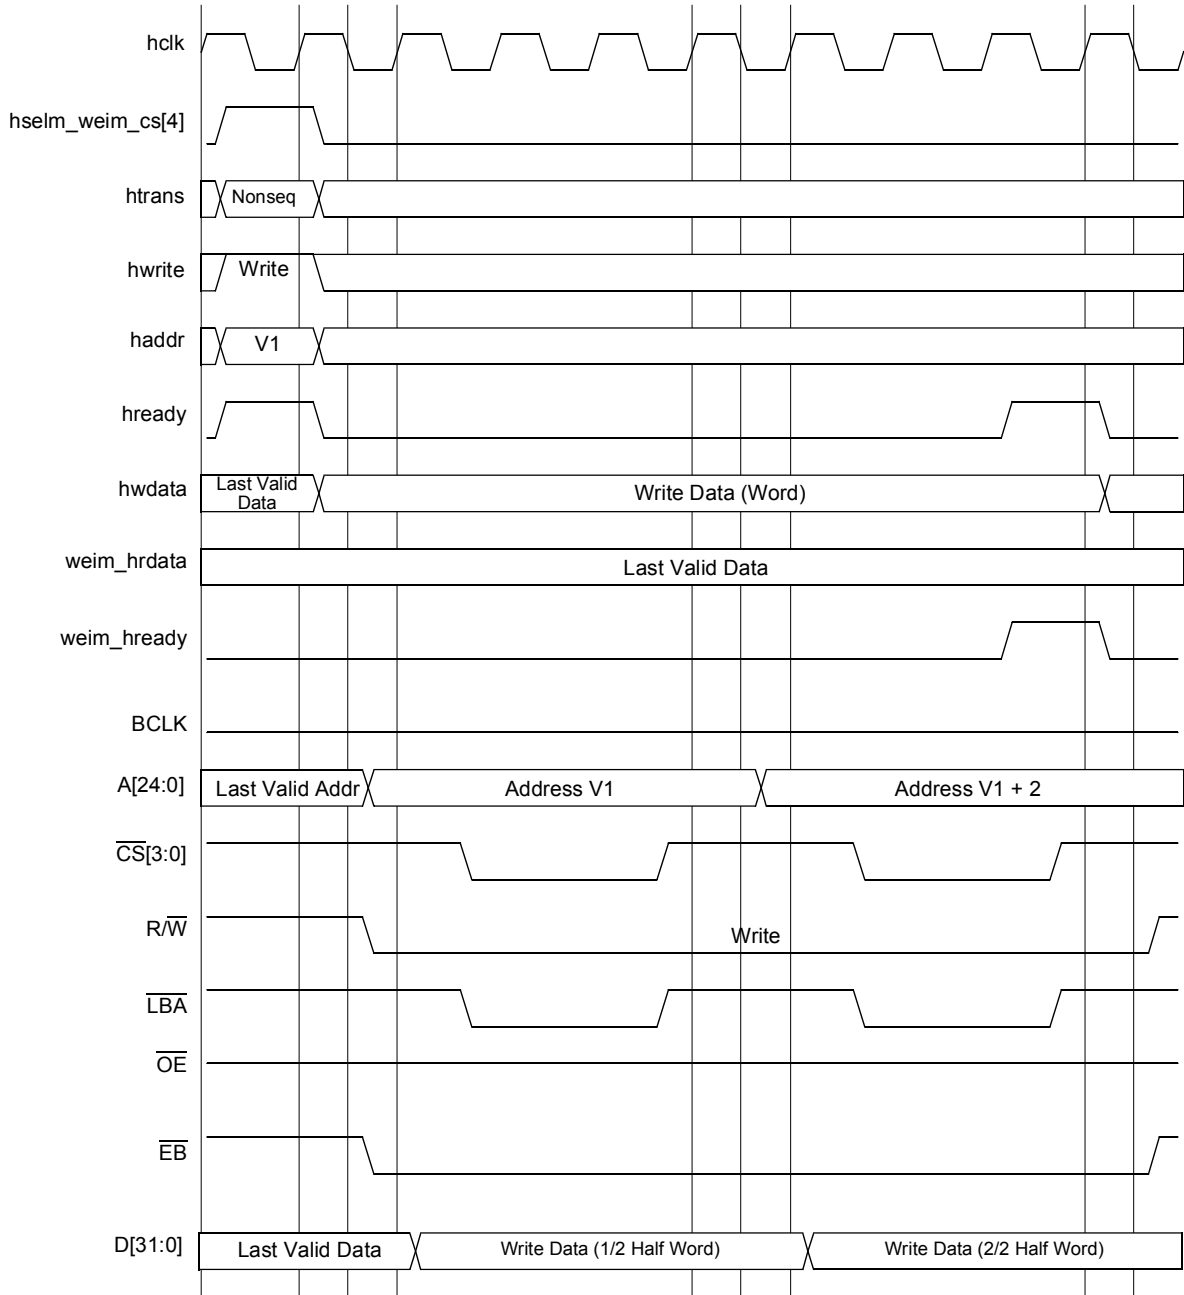 hclk
hselm_weim_cs[4]
htrans Nonseq
hwrite Write
haddr V1
hready
hwdata Last Valid Data Write Data (Word)
weim_hrdata Last Valid Data
weim_hready
BCLK
A[24:0] Last Valid Addr Address V1 Address V1 + 2
CS[3:0]
R/W Write
LBA
OE
EB
D[31:0] Last Valid Data Write Data (1/2 Half Word) Write Data (2/2 Half Word)